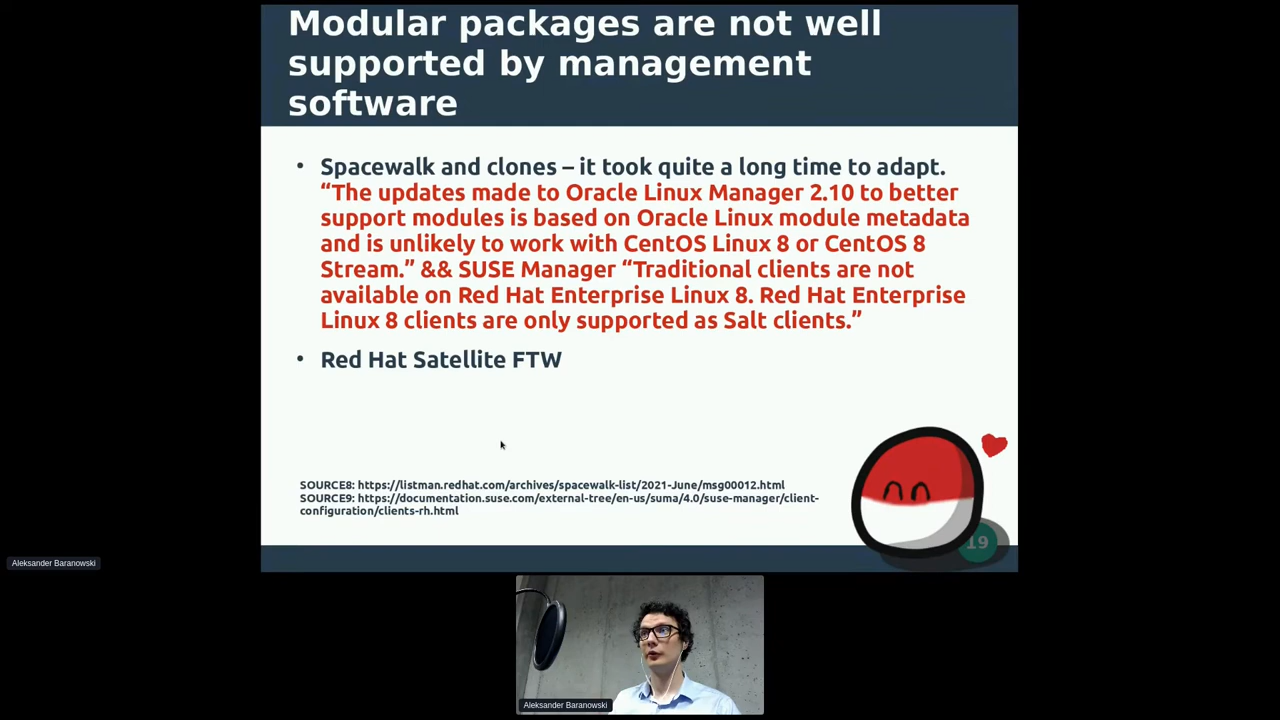 Modular packages are not well
supported by management
software
• Spacewalk and clones – it took quite a long time to adapt.
“The updates made to Oracle Linux Manager 2.10 to better
support modules is based on Oracle Linux module metadata
and is unlikely to work with CentOS Linux 8 or CentOS 8
Stream.” && SUSE Manager “Traditional clients are not
available on Red Hat Enterprise Linux 8. Red Hat Enterprise
Linux 8 clients are only supported as Salt clients.”
• Red Hat Satellite FTW
SOURCE8: https://listman.redhat.com/archives/spacewalk-list/2021-June/msg00012.html
SOURCE9: https://documentation.suse.com/external-tree/en-us/suma/4.0/suse-manager/client-
configuration/clients-rh.html
19
Aleksander Baranowski
Aleksander Baranowski